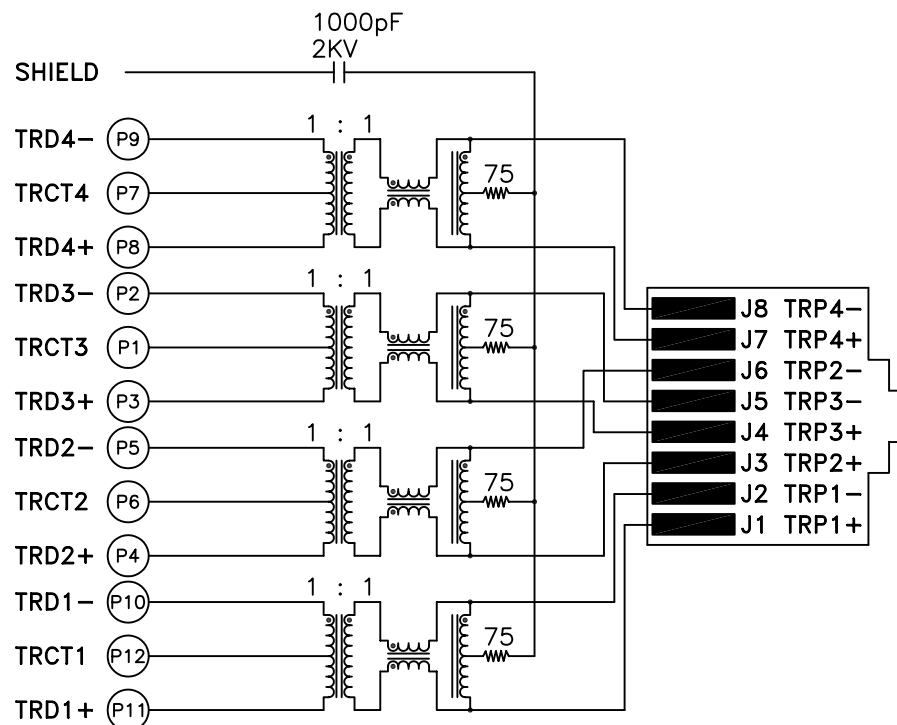 1000pF
2KV
SHIELD
1 : 1
TRD4- P9
75
TRCT4 P7
TRD4+ P8
1 : 1
TRD3- P2
75
TRCT3 P1
TRD3+ P3
1 : 1
TRD2- P5
75
TRCT2 P6
TRD2+ P4
1 : 1
TRD1- P10
75
TRCT1 P12
TRD1+ P11
J8 TRP4-
J7 TRP4+
J6 TRP2-
J5 TRP3-
J4 TRP3+
J3 TRP2+
J2 TRP1-
J1 TRP1+